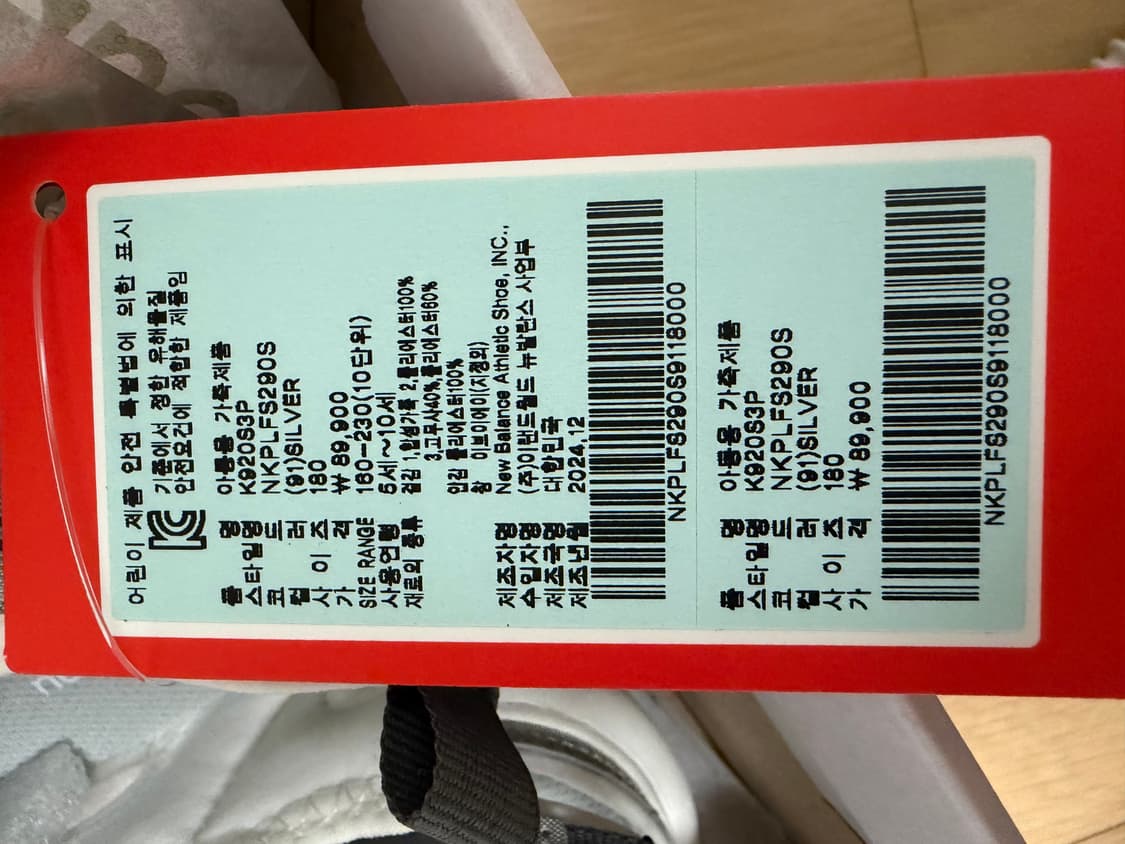 어린이 제품 안전 특별법에 의한 표시
기준에서 정한 유해물질
안전요건에 적합한 제품임
품 명 아동용 가죽제품
스타일명 K920S3P
코 드 NKPLFS290S
컬 러 (91)SILVER
사 이 즈 180
가 격 ₩ 89,900
SIZE RANGE 160-230(10단위)
사용연령 5세~10세
재료의 종류 겉감 1.합성가죽 2.폴리에스터100%
3.고무사40%,폴리에스터60%
안감 폴리에스터100%
창 이브이에이(지정외)
제조자명 New Balance Athletic Shoe, INC.,
수입자명 (주)이랜드월드 뉴발란스 사업부
제조국명 대한민국
제조년월 2024.12
NKPLFS290S9118000
품 명 아동용 가죽제품
스타일명 K920S3P
코 드 NKPLFS290S
컬 러 (91)SILVER
사 이 즈 180
가 격 ₩ 89,900
NKPLFS290S9118000